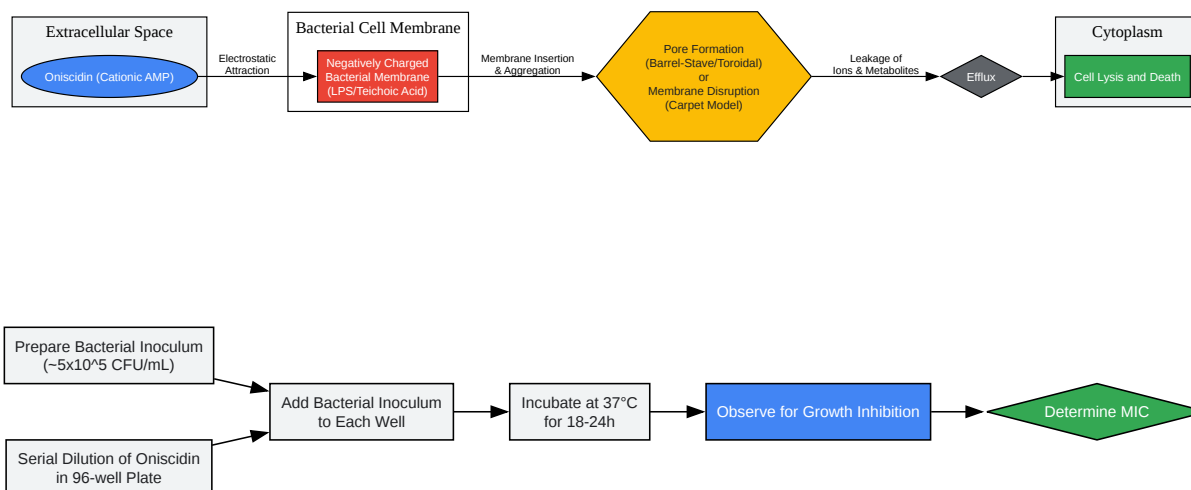 Extracellular Space
Oniscidin (Cationic AMP)
Electrostatic
Attraction
Bacterial Cell Membrane
Negatively Charged
Bacterial Membrane
(LPS/Teichoic Acid)
Membrane Insertion
& Aggregation
Pore Formation
(Barrel-Stave/Toroidal)
or
Membrane Disruption
(Carpet Model)
Leakage of
Ions & Metabolites
Efflux
Cytoplasm
Cell Lysis and Death
Prepare Bacterial Inoculum
(~5x10^5 CFU/mL)
Serial Dilution of Oniscidin
in 96-well Plate
Add Bacterial Inoculum
to Each Well
Incubate at 37°C
for 18-24h
Observe for Growth Inhibition
Determine MIC